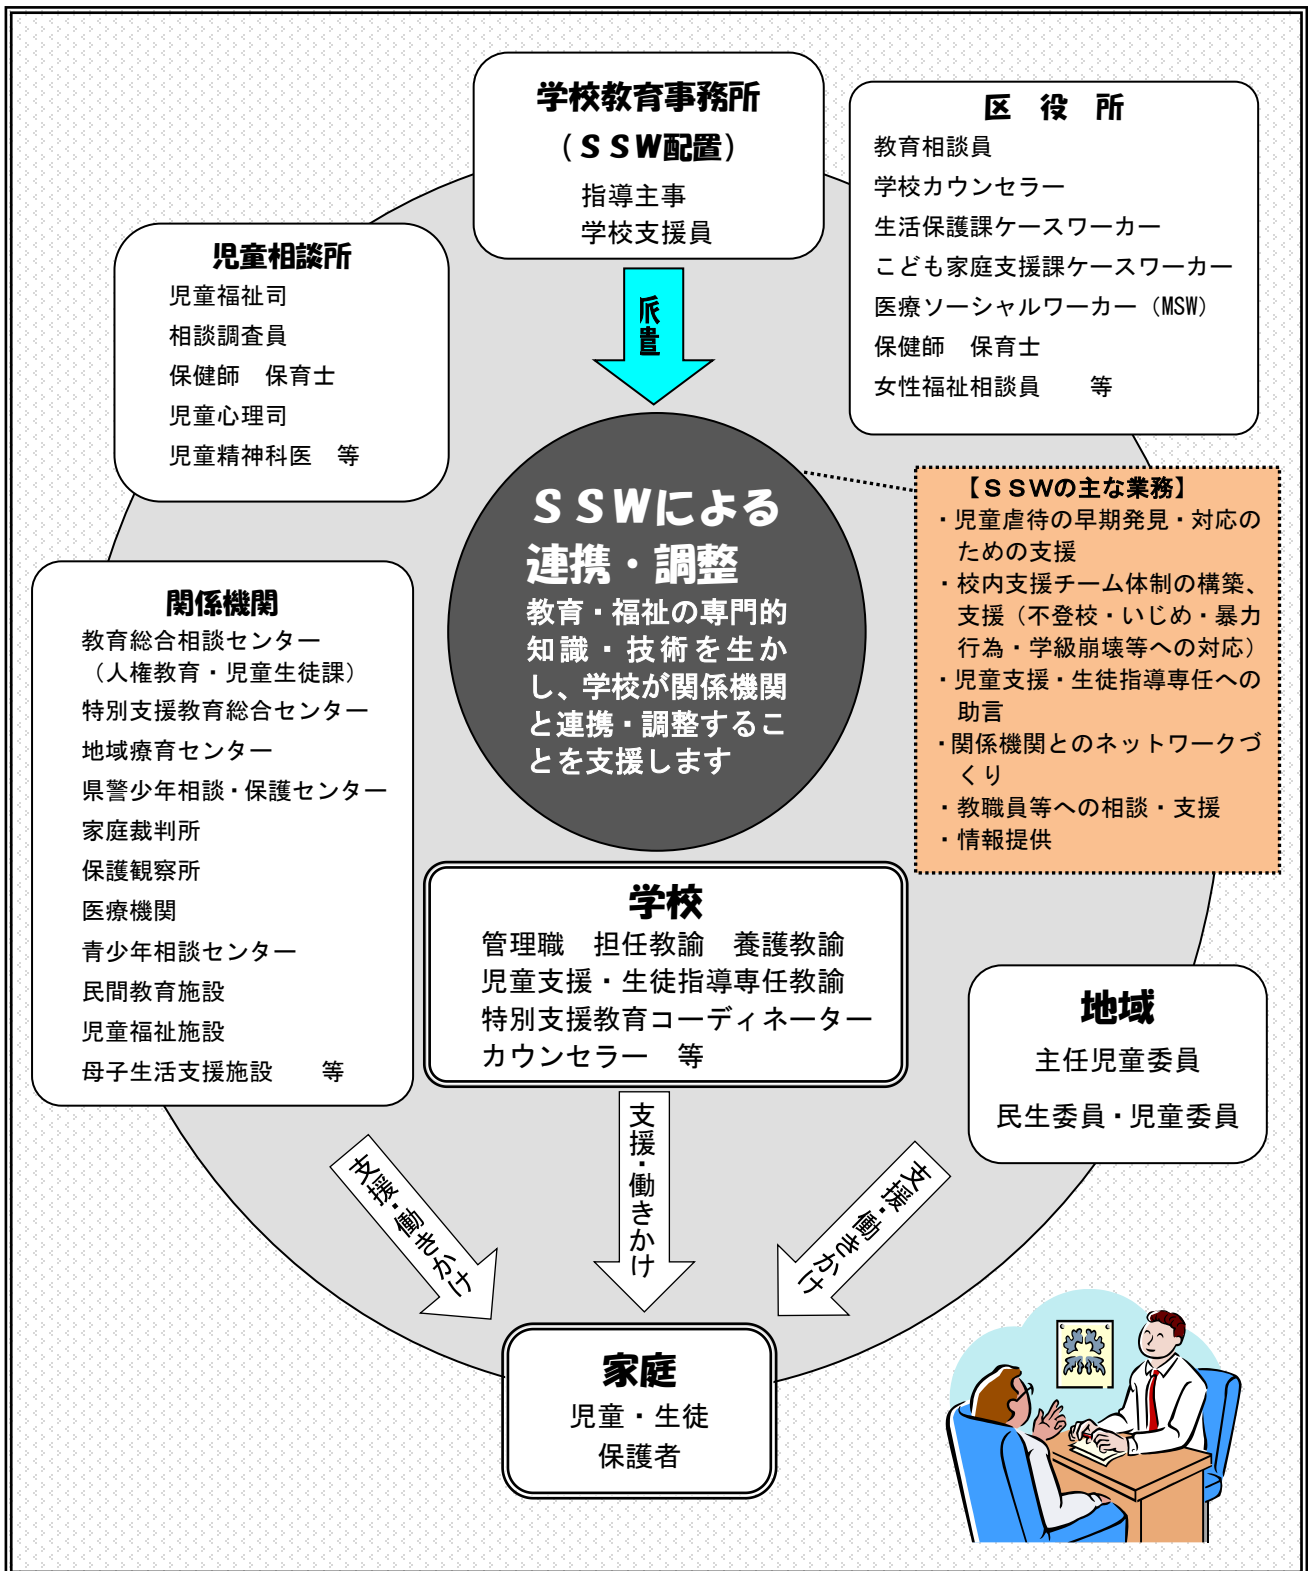 学校教育事務所
(SSW配置)
指導主事
学校支援員
区 役 所
教育相談員
学校カウンセラー
生活保護課ケースワーカー
こども家庭支援課ケースワーカー
医療ソーシャルワーカー(MSW)
保健師 保育士
女性福祉相談員 等
児童相談所
児童福祉司
相談調査員
保健師 保育士
児童心理司
児童精神科医 等
派遣
SSWによる
連携・調整
教育・福祉の専門的
知識・技術を生か
し、学校が関係機関
と連携・調整するこ
とを支援します
【SSWの主な業務】
・児童虐待の早期発見・対応の
ための支援
・校内支援チーム体制の構築、
支援(不登校・いじめ・暴力
行為・学級崩壊等への対応)
・児童支援・生徒指導専任への
助言
・関係機関とのネットワークづ
くり
・教職員等への相談・支援
・情報提供
関係機関
教育総合相談センター
(人権教育・児童生徒課)
特別支援教育総合センター
地域療育センター
県警少年相談・保護センター
家庭裁判所
保護観察所
医療機関
青少年相談センター
民間教育施設
児童福祉施設
母子生活支援施設 等
学校
管理職 担任教諭 養護教諭
児童支援・生徒指導専任教諭
特別支援教育コーディネーター
カウンセラー 等
地域
主任児童委員
民生委員・児童委員
支援・働きかけ
支援・働きかけ
支援・働きかけ
家庭
児童・生徒
保護者